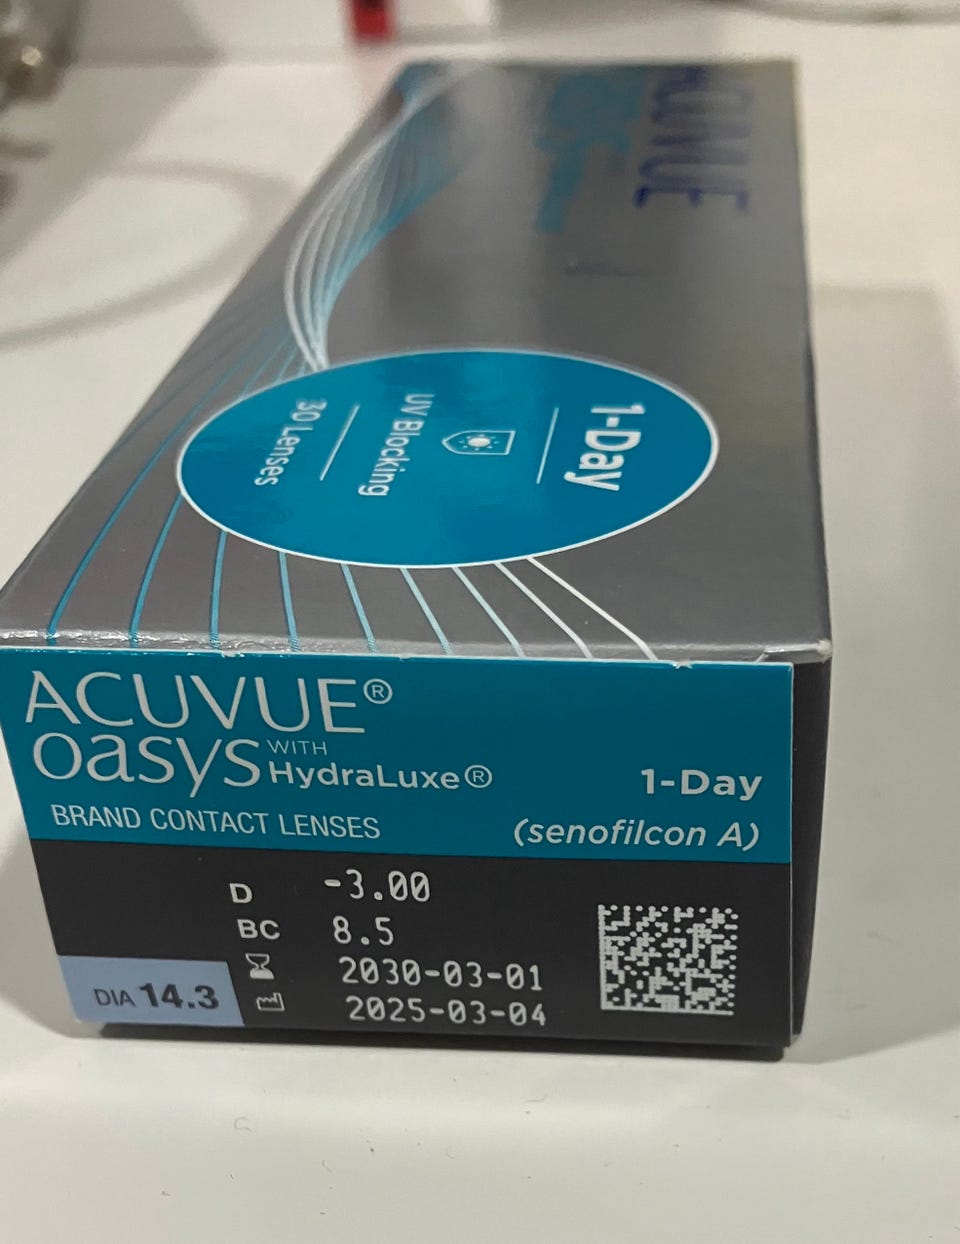 ACUVUE
1-Day
UV Blocking
30 Lenses
ACUVUE®
oasys WITH
HydraLuxe®
1-Day
BRAND CONTACT LENSES
(senofilcon A)
D -3.00
BC 8.5
2030-03-01
DIA 14.3
2025-03-04